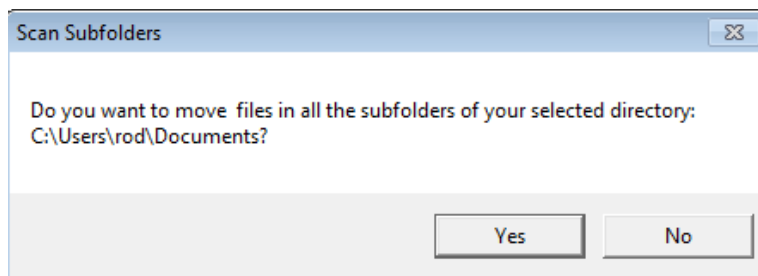 Scan Subfolders
Do you want to move  files in all the subfolders of your selected directory:
C:\Users\rod\Documents?
Yes
No